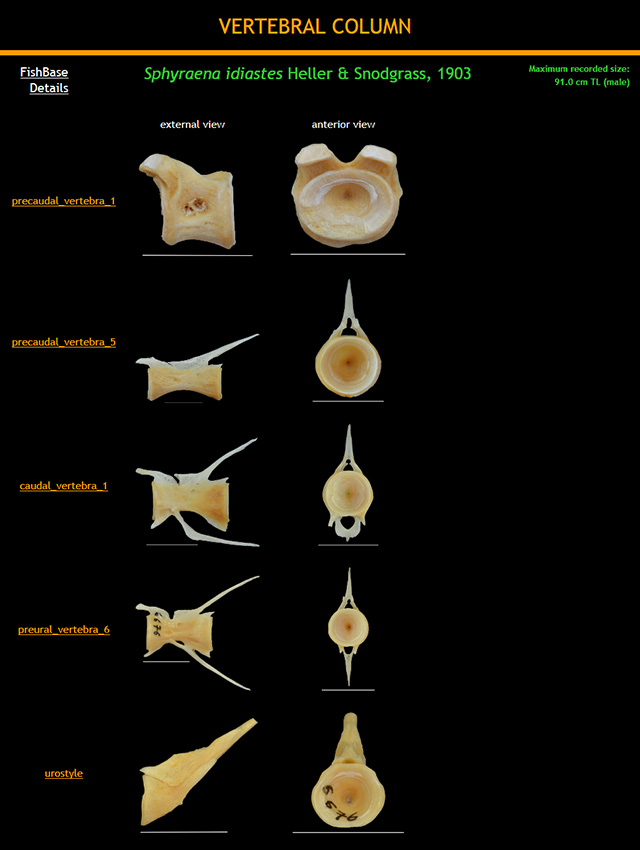 VERTEBRAL COLUMN
FishBase
Details
Sphyraena idiastes Heller & Snodgrass, 1903
Maximum recorded size:
91.0 cm TL (male)
external view
anterior view
precaudal_vertebra_1
precaudal_vertebra_5
caudal_vertebra_1
preural_vertebra_6
6676
urostyle
6676